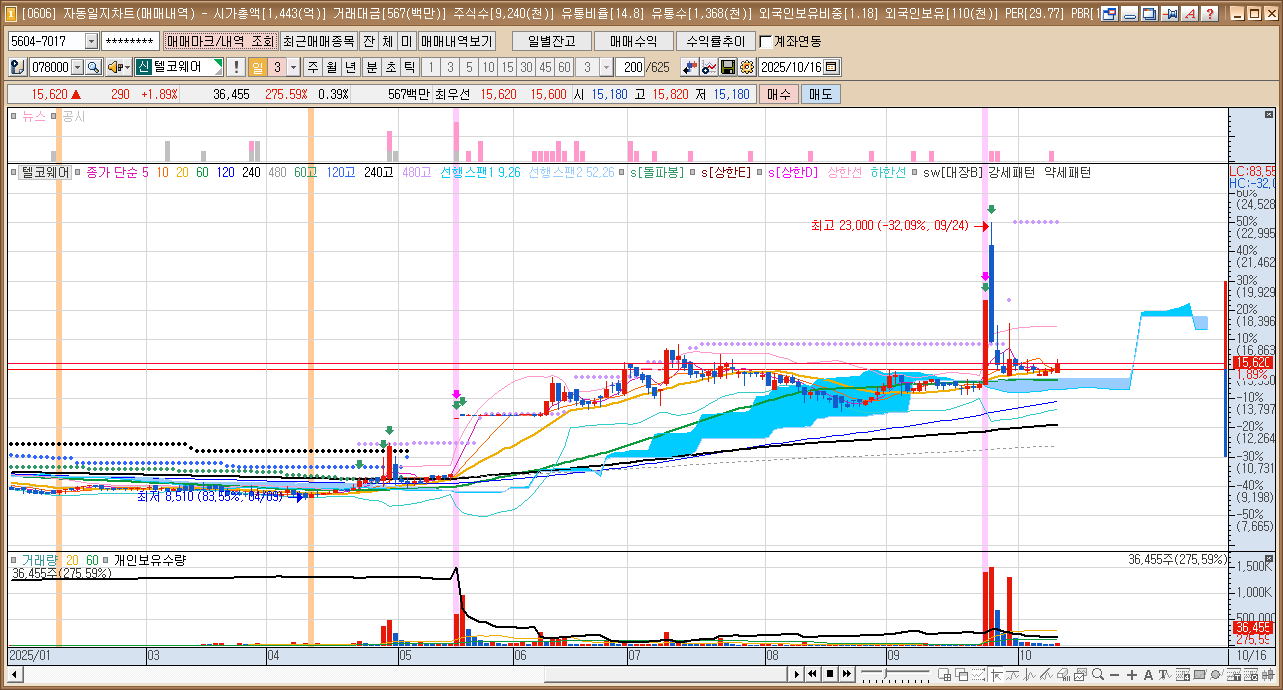 [0606] 자동일지차트(매매내역) - 시가총액[1,443(억)] 거래대금[567(백만)] 주식수[9,240(천)] 유통비율[14.8] 유통수[1,368(천)] 외국인보유비중[1.18] 외국인보유[110(천)] PER[29.77] PBR[1
5604-7017 ******** 매매마크/내역 조회 최근매매종목 잔 체 미 매매내역보기 일별잔고 매매수익 수익률추이 계좌연동
078000 신 텔코웨어 ! 일 3 주 월 년 분 초 틱 1 3 5 10 15 30 45 60 3 200 /625 2025/10/16
15,620 ▲ 290 +1.89% 36,455 275.59% 0.39% 567백만 최우선 15,620 15,600 시 15,180 고 15,820 저 15,180 매수 매도
뉴스 공시
텔코웨어 종가 단순 5 10 20 60 120 240 480 60고 120고 240고 480고 선행스팬1 9,26 선행스팬2 52,26 s[돌파봉] s[상한E] s[상한D] 상한선 하한선 sw[대장B] 강세패턴 약세패턴
LC:83,55
HC:-32,0
60%
(24,528
최고 23,000 (-32,09%, 09/24)
50%
(22,995
40%
(21,462
30%
(19,929
20%
(18,396
10%
(16,863
15,620
1.89%
-10%
(13,797
-20%
(12,264
-30%
(10,731
-40%
(9,198)
-50%
(7,665)
최저 8,510 (83,55%, 04/09)
거래량 20 60 개인보유수량
36,455주(275.59%)
36,455주(275,59%)
1,500K
1,000K
500,000
36,455
275.59
2025/01 03 04 05 06 07 08 09 10 10/16